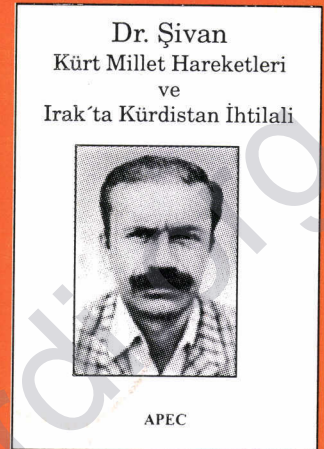 Dr. Şivan
Kürt Millet Hareketleri
ve
Irak´ta Kürdistan İhtilali
APEC